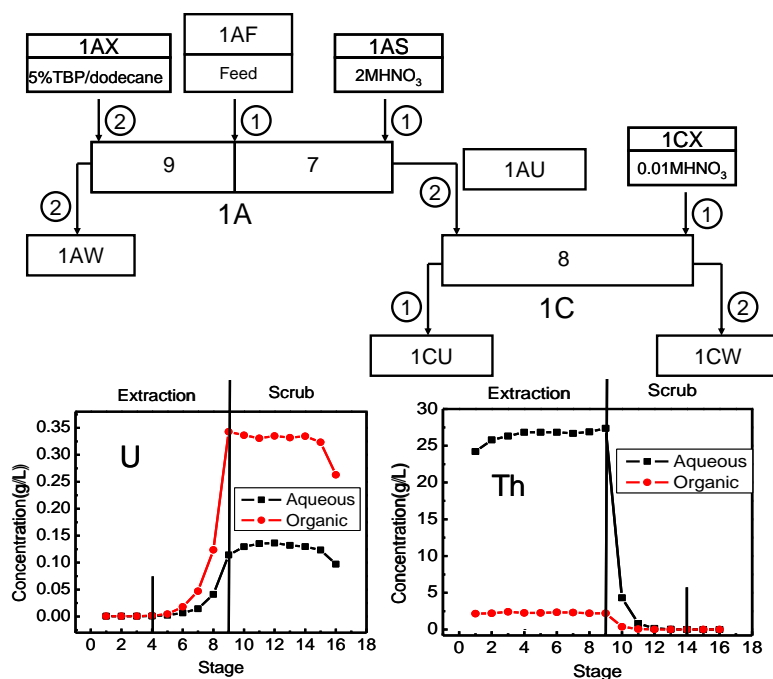 1AX
5%TBP/dodecane
1AF
Feed
1AS
2MHNO₃
2
1
1
1CX
0.01MHNO₃
9
7
1A
2
1AW
2
1AU
1
8
1C
1
1CU
2
1CW
Extraction
Scrub
U
Aqueous
Organic
0.35
0.30
0.25
0.20
0.15
0.10
0.05
0.00
Concentration(g/L)
0 2 4 6 8 10 12 14 16 18
Stage
Extraction
Scrub
Th
Aqueous
Organic
30
25
20
15
10
5
0
Concentration(g/L)
0 2 4 6 8 10 12 14 16 18
Stage